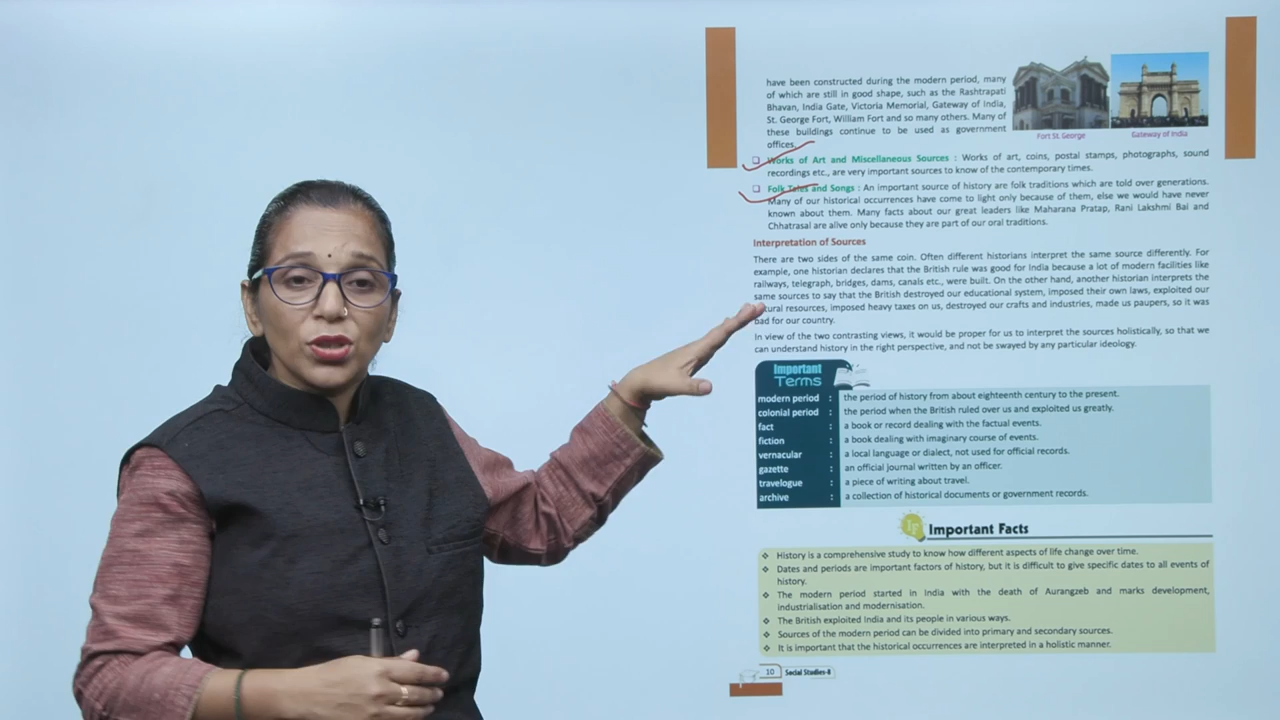 have been constructed during the modern period, many
of which are still in good shape, such as the Rashtrapati
Bhavan, India Gate, Victoria Memorial, Gateway of India,
St. George Fort, William Fort and so many others. Many of
these buildings continue to be used as government
offices.
Fort St. George
Gateway of India
Works of Art and Miscellaneous Sources : Works of art, coins, postal stamps, photographs, sound
recordings etc., are very important sources to know of the contemporary times.
Folk Tales and Songs : An important source of history are folk traditions which are told over generations.
Many of our historical occurrences have come to light only because of them, else we would have never
known about them. Many facts about our great leaders like Maharana Pratap, Rani Lakshmi Bai and
Chhatrasal are alive only because they are part of our oral traditions.
Interpretation of Sources
There are two sides of the same coin. Often different historians interpret the same source differently. For
example, one historian declares that the British rule was good for India because a lot of modern facilities like
railways, telegraph, bridges, dams, canals etc., were built. On the other hand, another historian interprets the
same sources to say that the British destroyed our educational system, imposed their own laws, exploited our
tural resources, imposed heavy taxes on us, destroyed our crafts and industries, made us paupers, so it was
bad for our country.
In view of the two contrasting views, it would be proper for us to interpret the sources holistically, so that we
can understand history in the right perspective, and not be swayed by any particular ideology.
Important
Terms
modern period : the period of history from about eighteenth century to the present.
colonial period : the period when the British ruled over us and exploited us greatly.
fact : a book or record dealing with the factual events.
fiction : a book dealing with imaginary course of events.
vernacular : a local language or dialect, not used for official records.
gazette : an official journal written by an officer.
travelogue : a piece of writing about travel.
archive : a collection of historical documents or government records.
IF Important Facts
History is a comprehensive study to know how different aspects of life change over time.
Dates and periods are important factors of history, but it is difficult to give specific dates to all events of
history.
The modern period started in India with the death of Aurangzeb and marks development,
industrialisation and modernisation.
The British exploited India and its people in various ways.
Sources of the modern period can be divided into primary and secondary sources.
It is important that the historical occurrences are interpreted in a holistic manner.
10 Social Studies-8